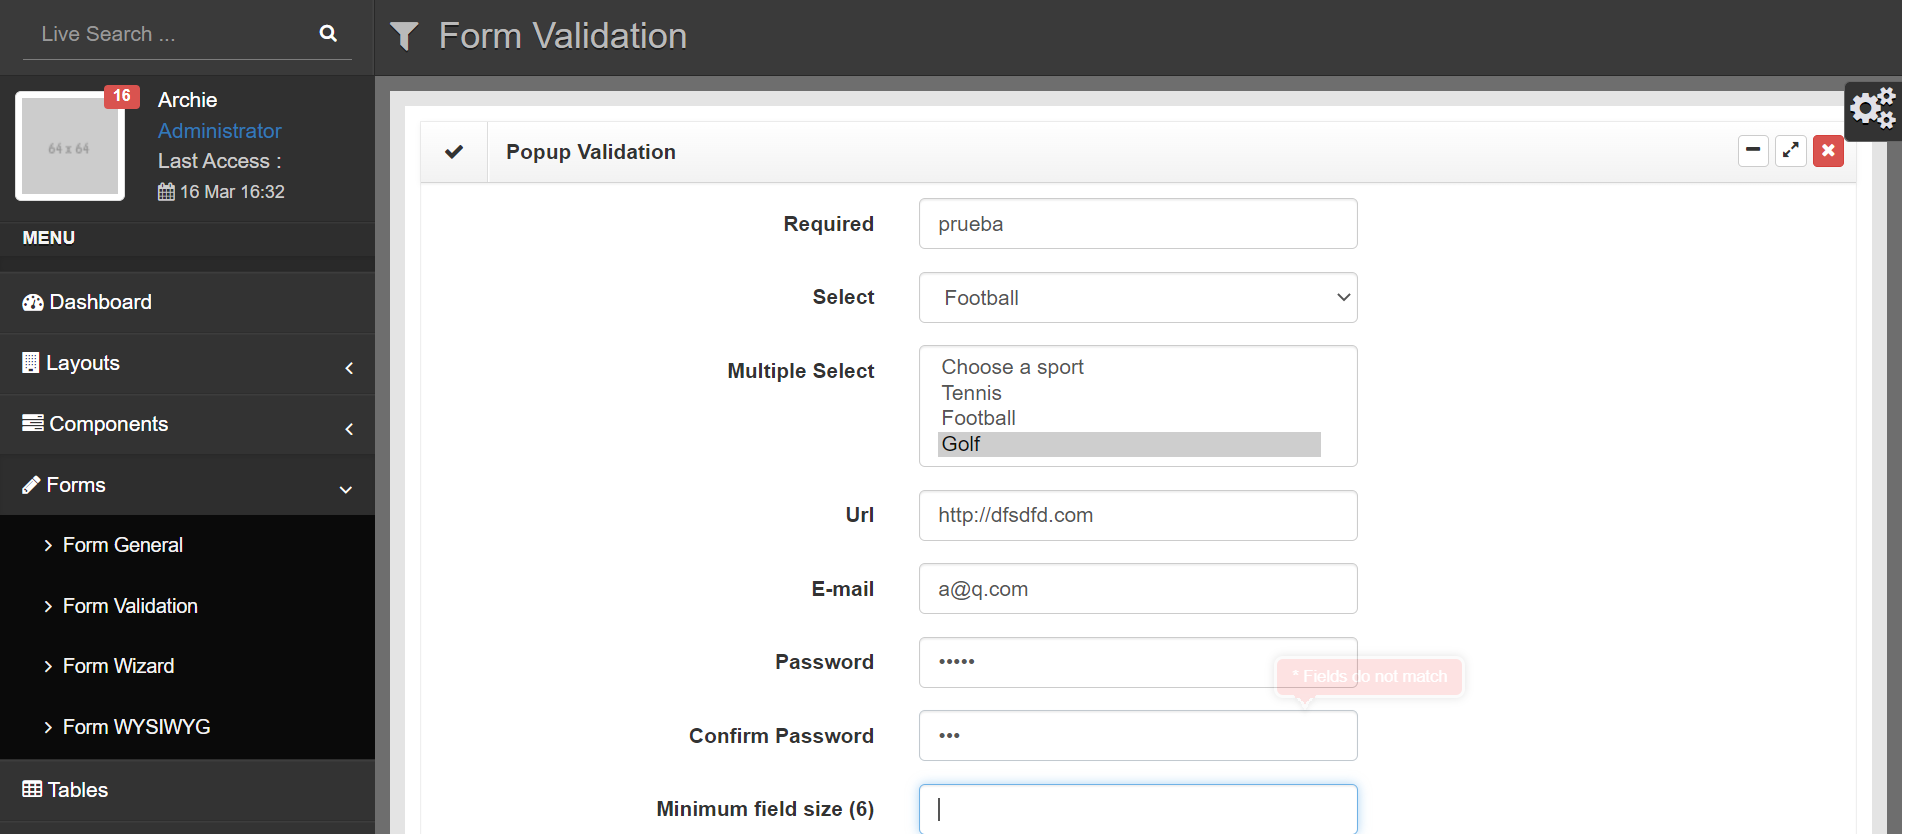 Live Search ...
Form Validation
64 x 64
16
Archie
Administrator
Last Access :
16 Mar 16:32
MENU
Dashboard
Layouts
Components
Forms
Form General
Form Validation
Form Wizard
Form WYSIWYG
Tables
Popup Validation
Required
prueba
Select
Football
Multiple Select
Choose a sport
Tennis
Football
Golf
Url
http://dfsdfd.com
E-mail
a@q.com
Password
•••••
* Fields do not match
Confirm Password
•••
Minimum field size (6)